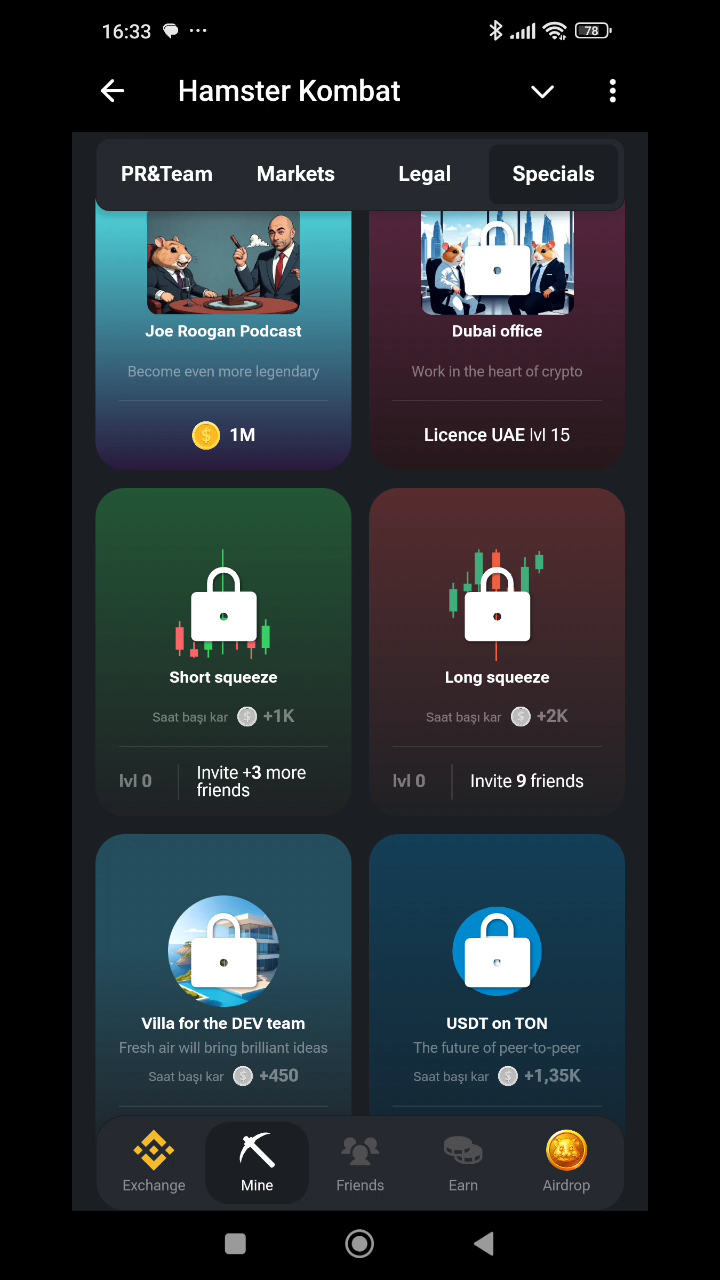 16:33
78
Hamster Kombat
PR&Team
Markets
Legal
Specials
Joe Roogan Podcast
Become even more legendary
1M
Dubai office
Work in the heart of crypto
Licence UAE lvl 15
Short squeeze
Saat başı kar +1K
lvl 0
Invite +3 more
friends
Long squeeze
Saat başı kar +2K
lvl 0
Invite 9 friends
Villa for the DEV team
Fresh air will bring brilliant ideas
Saat başı kar +450
USDT on TON
The future of peer-to-peer
Saat başı kar +1,35K
Exchange
Mine
Friends
Earn
Airdrop